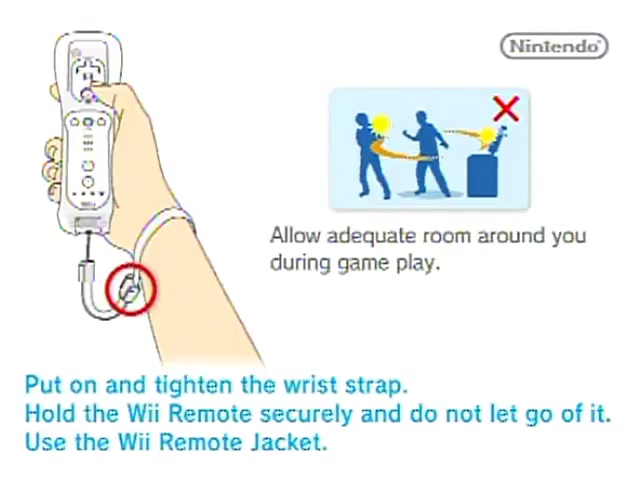 Nintendo®
Allow adequate room around you
during game play.
Put on and tighten the wrist strap.
Hold the Wii Remote securely and do not let go of it.
Use the Wii Remote Jacket.